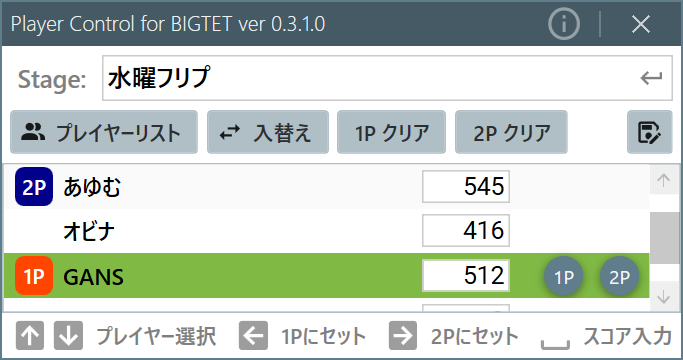 Player Control for BIGTET ver 0.3.1.0
Stage: 水曜フリプ
プレイヤーリスト 入替え 1P クリア 2P クリア
2P あゆむ 545
オビナ 416
1P GANS 512 1P 2P
プレイヤー選択 1Pにセット 2Pにセット スコア入力